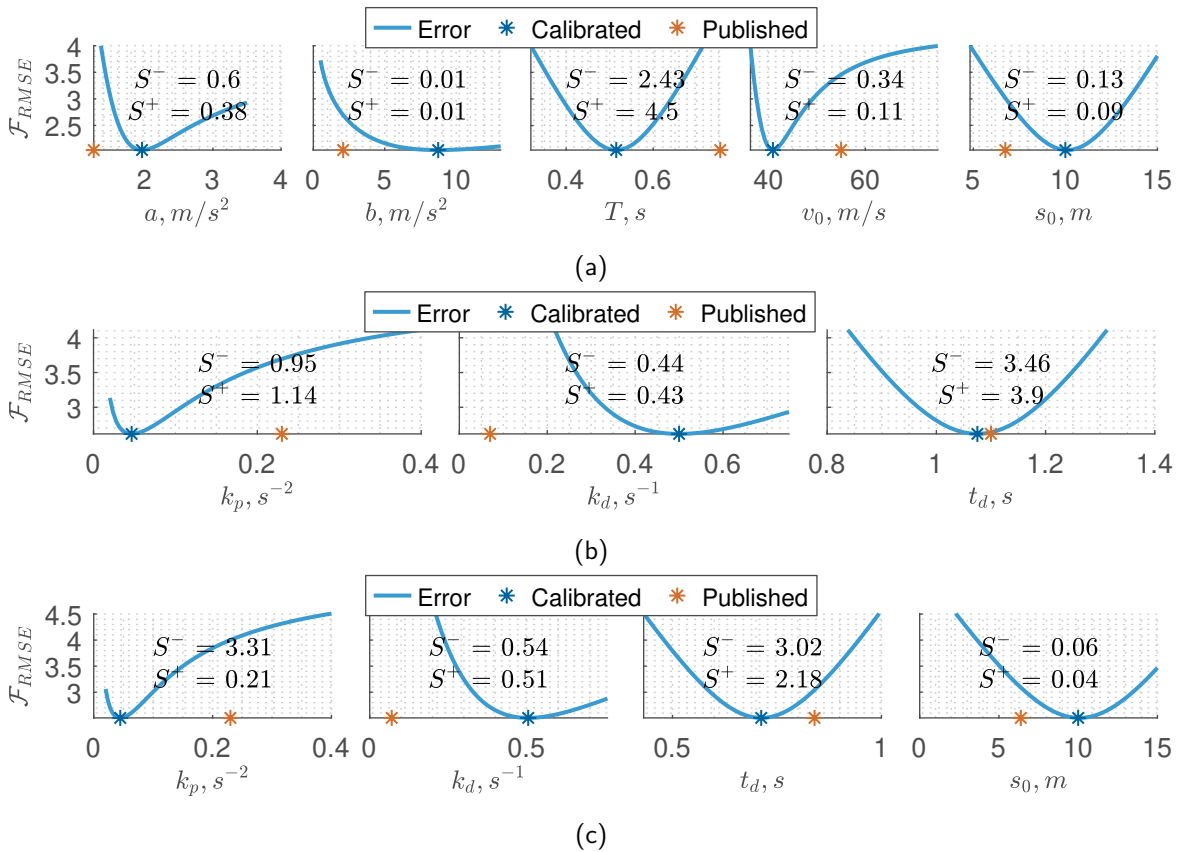 Error Calibrated Published
4
3.5
3
2.5
F_RMSE
S⁻ = 0.6
S⁺ = 0.38
2 3 4
a, m/s²
S⁻ = 0.01
S⁺ = 0.01
0 5 10
b, m/s²
S⁻ = 2.43
S⁺ = 4.5
0.4 0.6
T, s
S⁻ = 0.34
S⁺ = 0.11
40 60
v₀, m/s
S⁻ = 0.13
S⁺ = 0.09
5 10 15
s₀, m
(a)
Error Calibrated Published
4
3.5
3
F_RMSE
S⁻ = 0.95
S⁺ = 1.14
0 0.2 0.4
k_p, s⁻²
S⁻ = 0.44
S⁺ = 0.43
0 0.2 0.4 0.6
k_d, s⁻¹
S⁻ = 3.46
S⁺ = 3.9
0.8 1 1.2 1.4
t_d, s
(b)
Error Calibrated Published
4.5
4
3.5
3
F_RMSE
S⁻ = 3.31
S⁺ = 0.21
0 0.2 0.4
k_p, s⁻²
S⁻ = 0.54
S⁺ = 0.51
0 0.5
k_d, s⁻¹
S⁻ = 3.02
S⁺ = 2.18
0.5 1
t_d, s
S⁻ = 0.06
S⁺ = 0.04
0 5 10 15
s₀, m
(c)